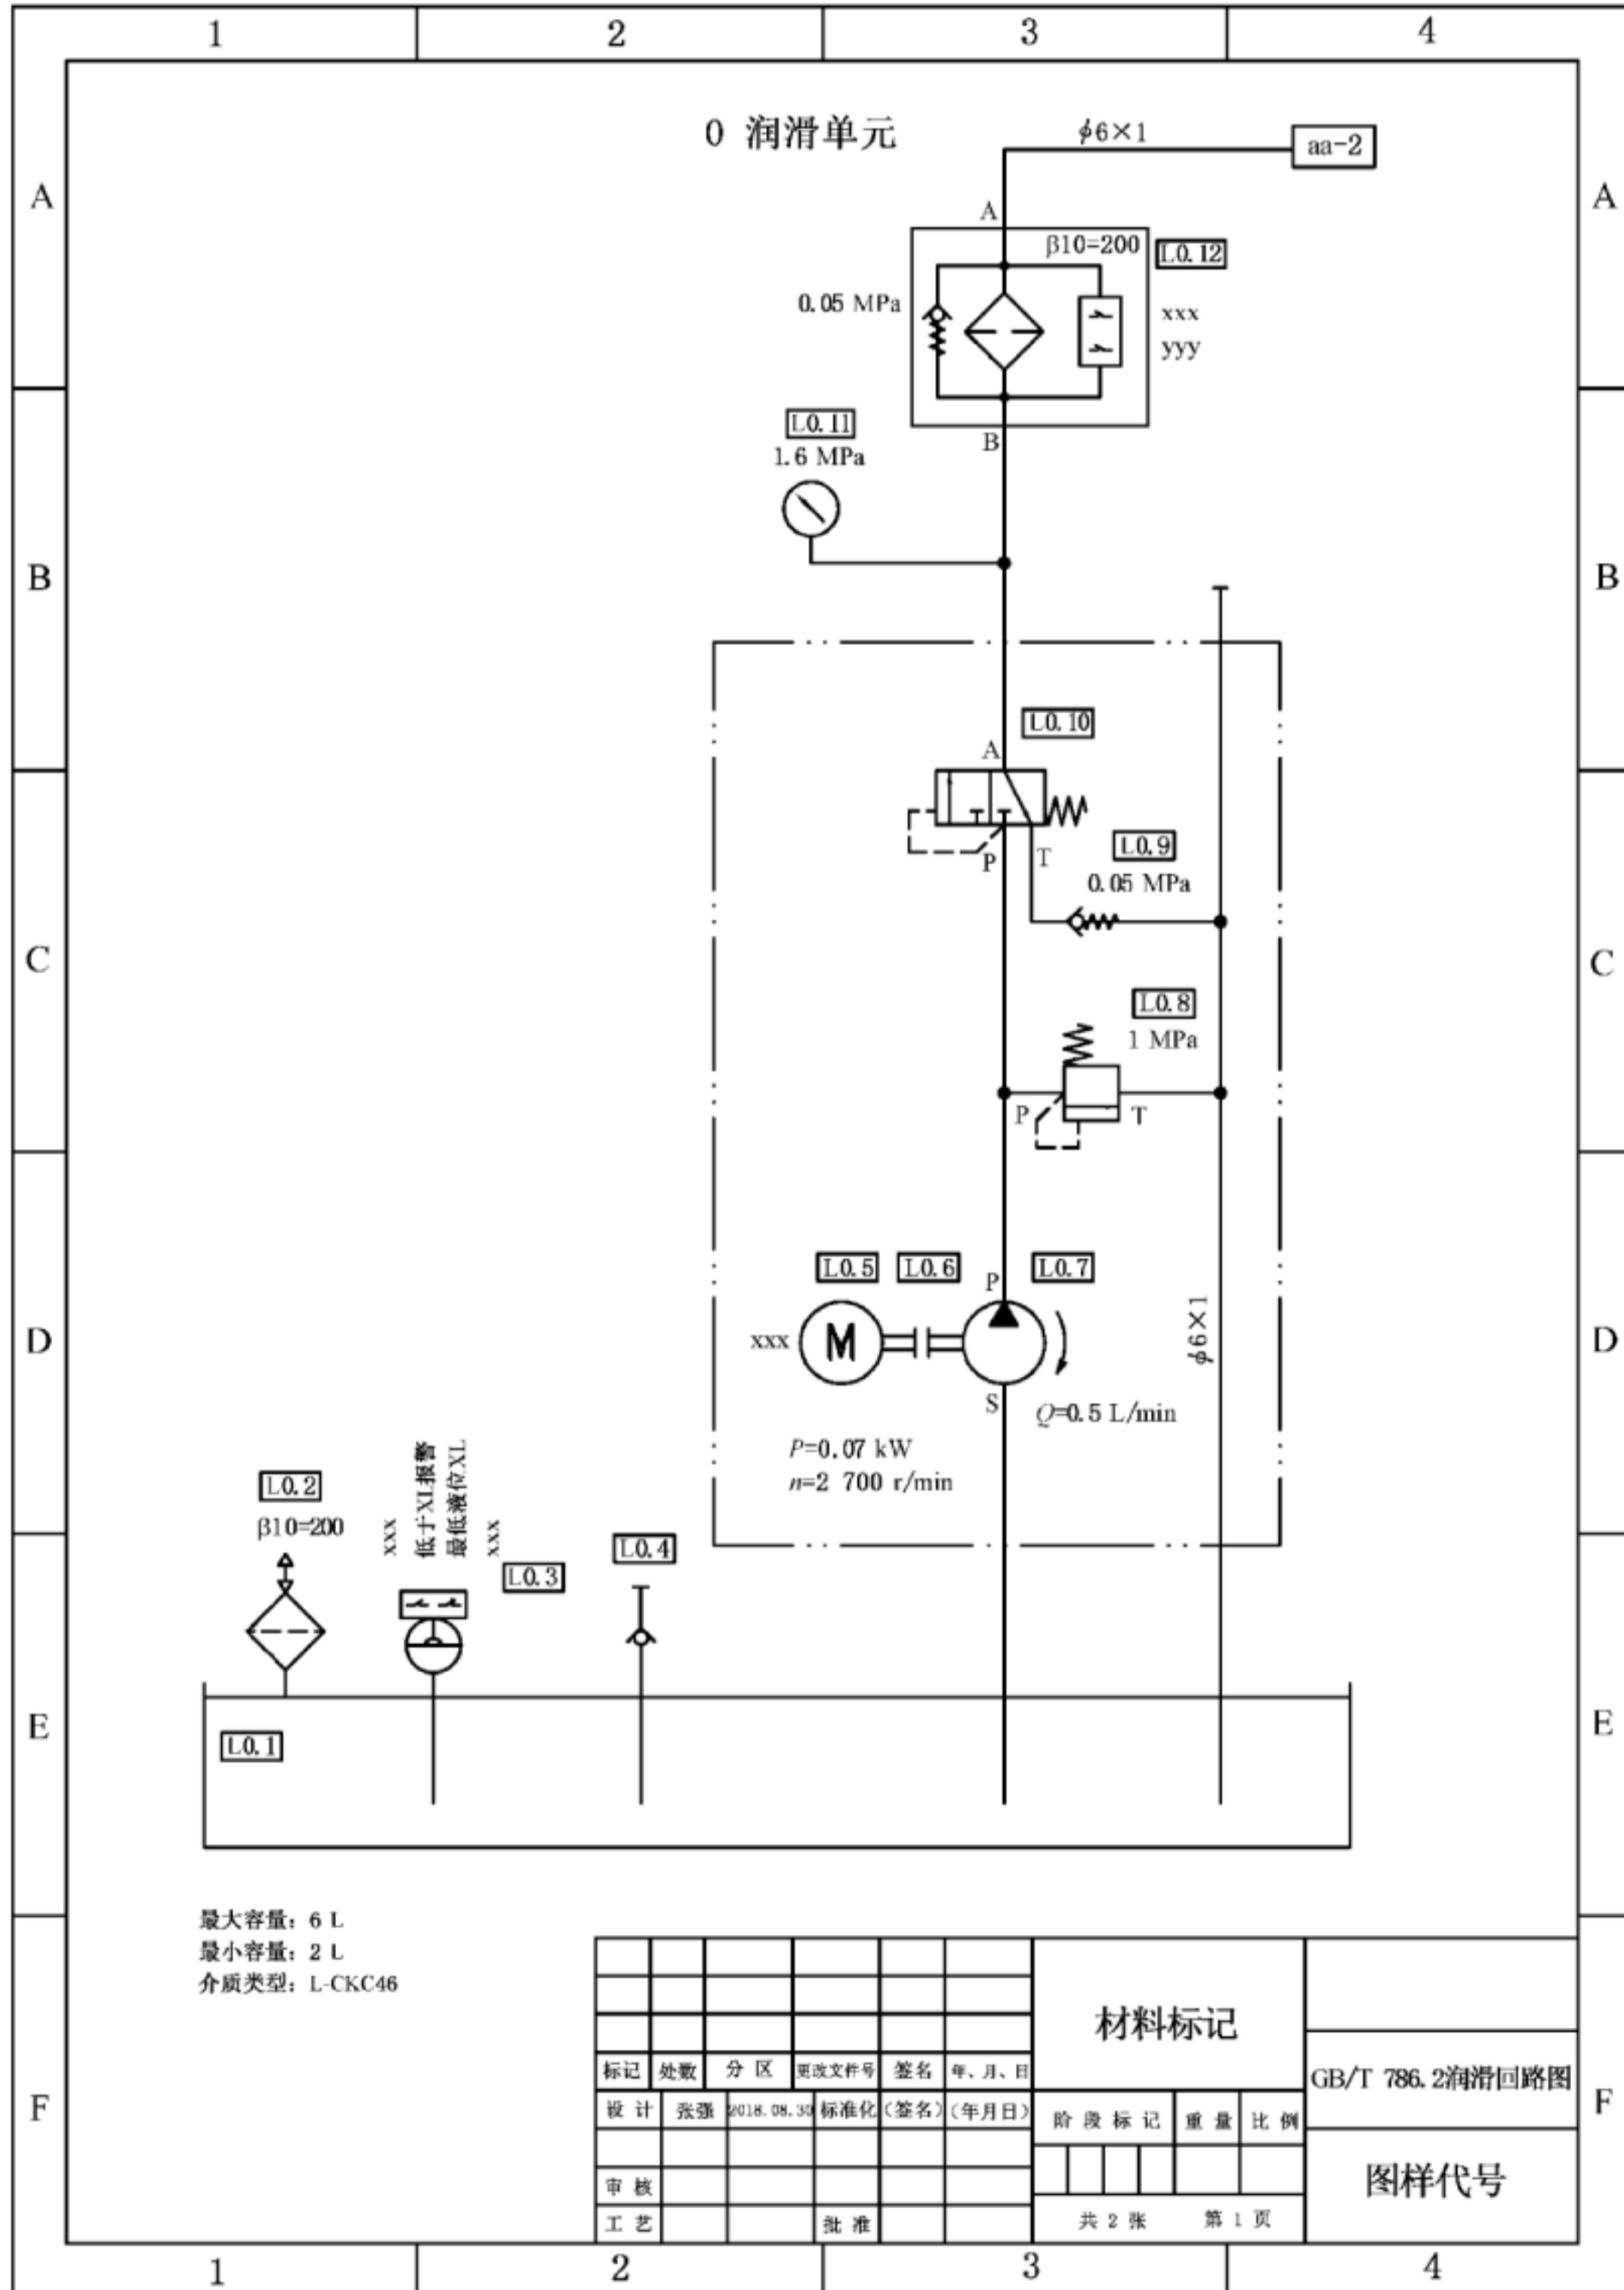 1 2 3 4
A A
B B
C C
D D
E E
F F
0 润滑单元
ϕ6×1
aa-2
A
β10=200
L0.12
0.05 MPa
xxx
yyy
B
L0.11
1.6 MPa
L0.10
A
P
T
L0.9
0.05 MPa
L0.8
1 MPa
P
T
L0.5
L0.6
L0.7
P
xxx
M
S
ϕ6×1
Q=0.5 L/min
P=0.07 kW
n=2 700 r/min
L0.2
β10=200
xxx
低于XL报警
最低液位XL
xxx
L0.3
L0.4
L0.1
最大容量：6 L
最小容量：2 L
介质类型：L-CKC46
标记 处数 分 区 更改文件号 签名 年、月、日
设 计 张强 2018.08.30 标准化 (签名) (年月日)
审 核
工 艺 批 准
材料标记
阶 段 标 记 重 量 比 例
共 2 张 第 1 页
GB/T 786.2润滑回路图
图样代号
1 2 3 4